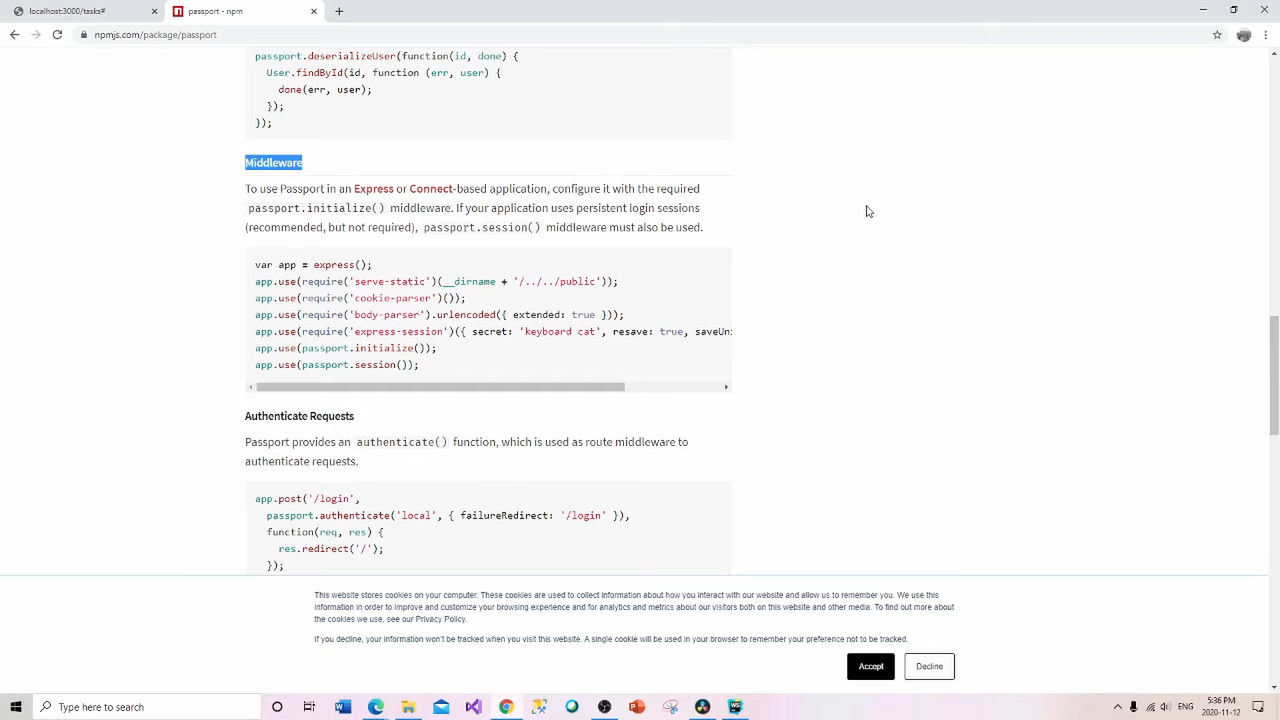 localhost:3000/tasks#
passport - npm
npmjs.com/package/passport
passport.deserializeUser(function(id, done) {
User.findById(id, function (err, user) {
done(err, user);
});
});
Middleware
To use Passport in an Express or Connect-based application, configure it with the required
passport.initialize() middleware. If your application uses persistent login sessions
(recommended, but not required), passport.session() middleware must also be used.
var app = express();
app.use(require('serve-static')(__dirname + '/../../public'));
app.use(require('cookie-parser')());
app.use(require('body-parser').urlencoded({ extended: true }));
app.use(require('express-session')({ secret: 'keyboard cat', resave: true, saveUn
app.use(passport.initialize());
app.use(passport.session());
Authenticate Requests
Passport provides an authenticate() function, which is used as route middleware to
authenticate requests.
app.post('/login',
passport.authenticate('local', { failureRedirect: '/login' }),
function(req, res) {
res.redirect('/');
});
This website stores cookies on your computer. These cookies are used to collect information about how you interact with our website and allow us to remember you. We use this
information in order to improve and customize your browsing experience and for analytics and metrics about our visitors both on this website and other media. To find out more about
the cookies we use, see our Privacy Policy.
If you decline, your information won't be tracked when you visit this website. A single cookie will be used in your browser to remember your preference not to be tracked.
Accept
Decline
Type here to search
ENG
5:36 PM
2020-11-12